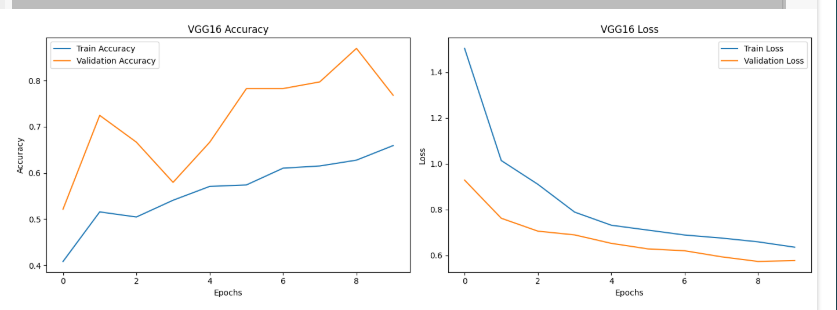 VGG16 Accuracy
Train Accuracy
Validation Accuracy
0.8
0.7
0.6
0.5
0.4
Accuracy
0 2 4 6 8
Epochs
VGG16 Loss
Train Loss
Validation Loss
1.4
1.2
1.0
0.8
0.6
Loss
0 2 4 6 8
Epochs